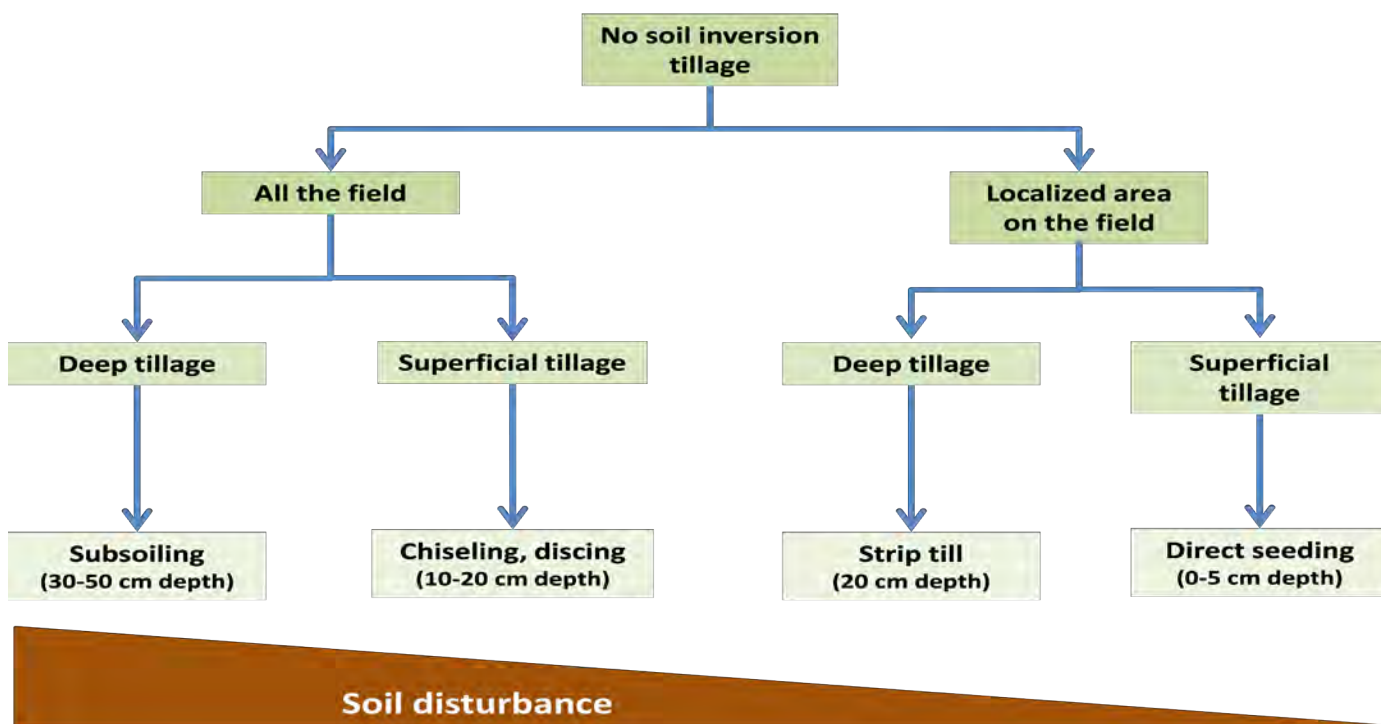 No soil inversion
tillage
All the field
Localized area
on the field
Deep tillage
Superficial tillage
Deep tillage
Superficial
tillage
Subsoiling
(30-50 cm depth)
Chiseling, discing
(10-20 cm depth)
Strip till
(20 cm depth)
Direct seeding
(0-5 cm depth)
Soil disturbance